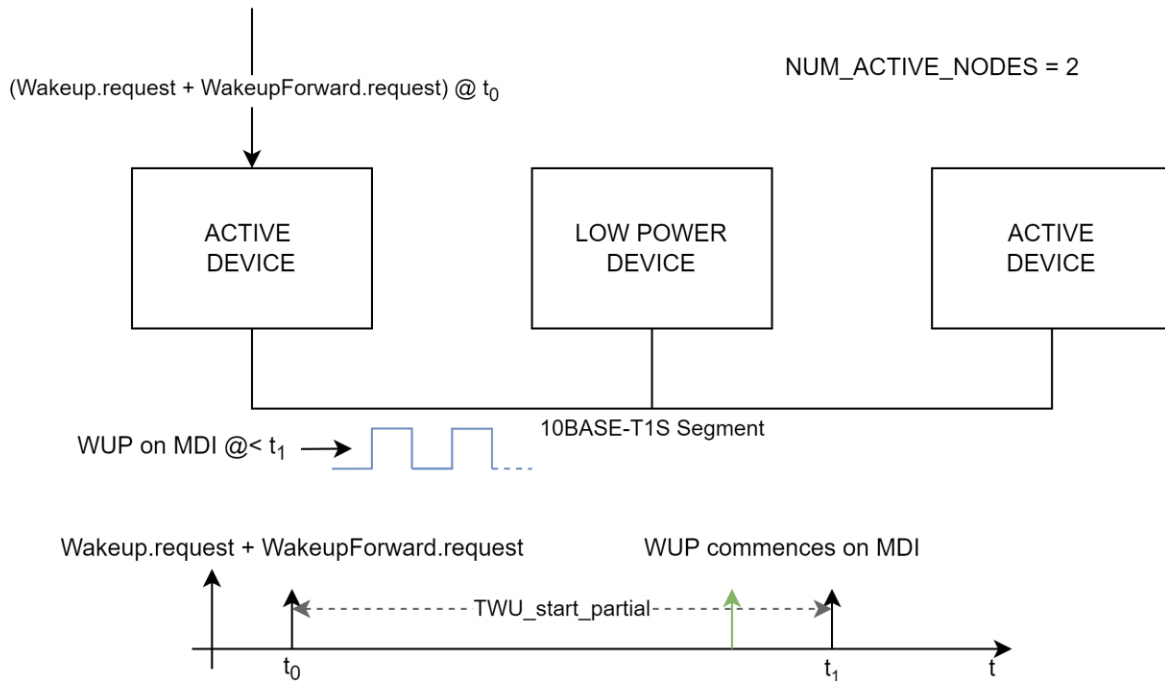 (Wakeup.request + WakeupForward.request) @ t₀
NUM_ACTIVE_NODES = 2
ACTIVE
DEVICE
LOW POWER
DEVICE
ACTIVE
DEVICE
10BASE-T1S Segment
WUP on MDI @< t₁
Wakeup.request + WakeupForward.request
WUP commences on MDI
TWU_start_partial
t₀
t₁
t